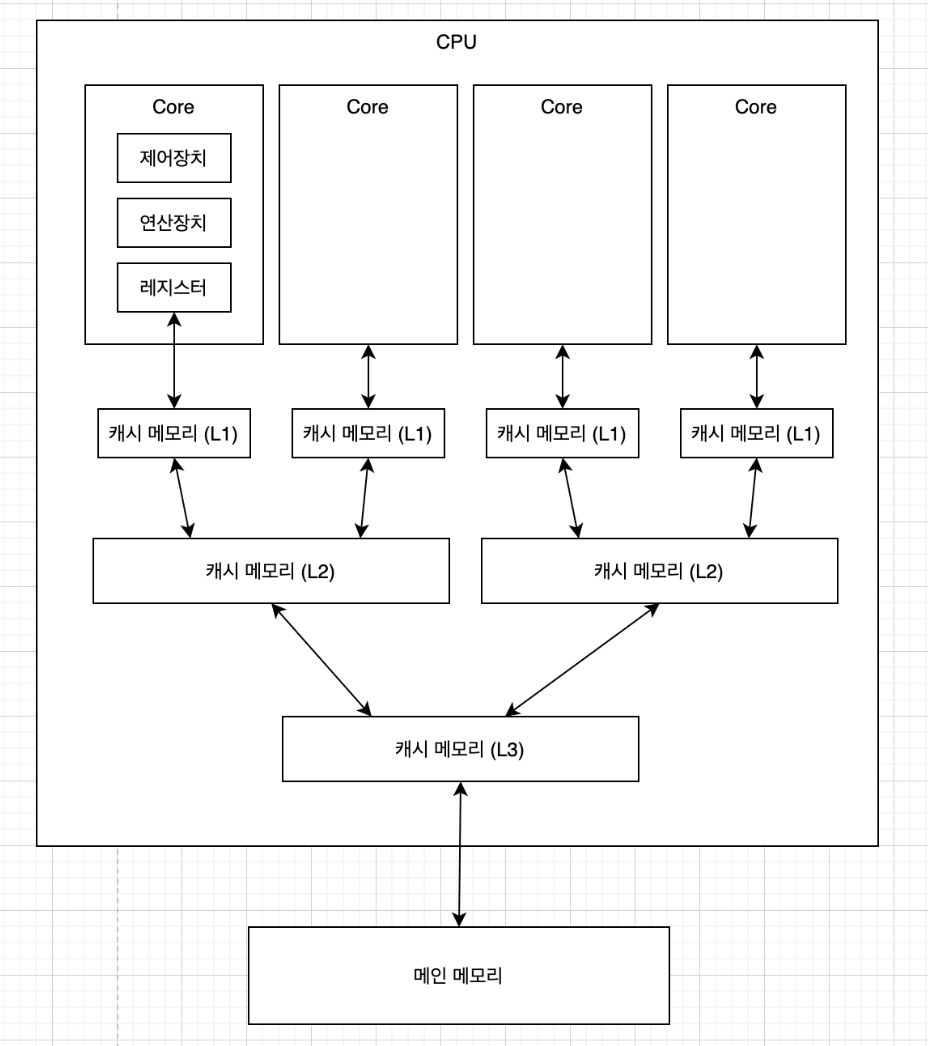 CPU
Core
Core
Core
Core
제어장치
연산장치
레지스터
캐시 메모리 (L1)
캐시 메모리 (L1)
캐시 메모리 (L1)
캐시 메모리 (L1)
캐시 메모리 (L2)
캐시 메모리 (L2)
캐시 메모리 (L3)
메인 메모리